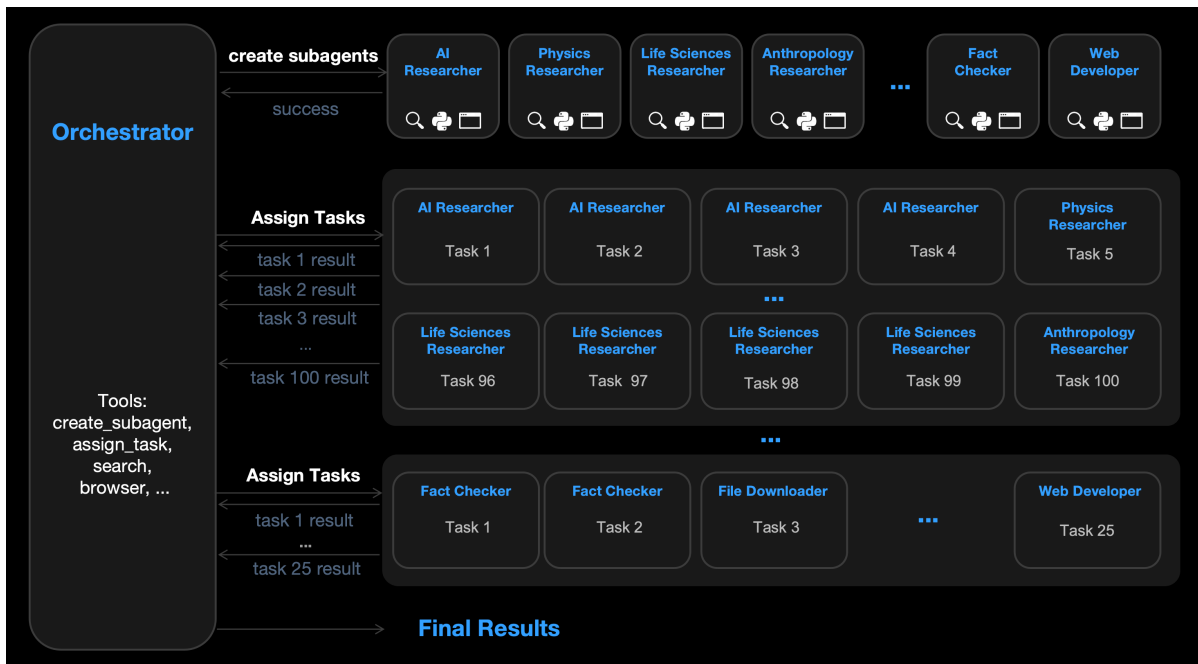 Orchestrator
Tools:
create_subagent,
assign_task,
search,
browser, ...
create subagents
success
AI
Researcher
Physics
Researcher
Life Sciences
Researcher
Anthropology
Researcher
...
Fact
Checker
Web
Developer
Assign Tasks
task 1 result
task 2 result
task 3 result
...
task 100 result
AI Researcher
Task 1
AI Researcher
Task 2
AI Researcher
Task 3
AI Researcher
Task 4
Physics
Researcher
Task 5
...
Life Sciences
Researcher
Task 96
Life Sciences
Researcher
Task 97
Life Sciences
Researcher
Task 98
Life Sciences
Researcher
Task 99
Anthropology
Researcher
Task 100
...
Assign Tasks
task 1 result
...
task 25 result
Fact Checker
Task 1
Fact Checker
Task 2
File Downloader
Task 3
...
Web Developer
Task 25
Final Results